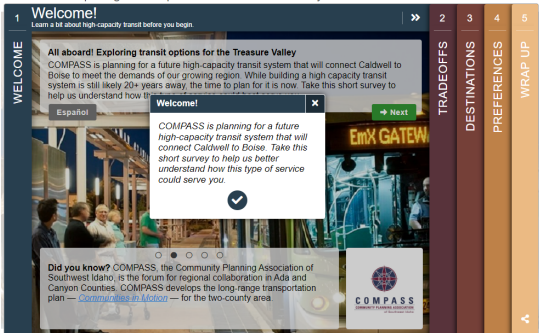 1
Welcome!
Learn a bit about high-capacity transit before you begin.
WELCOME
All aboard! Exploring transit options for the Treasure Valley
COMPASS is planning for a future high-capacity transit system that will connect Caldwell to
Boise to meet the demands of our growing region. While building a high capacity transit
system is still likely 20+ years away, the time to plan for it is now. Take this short survey to
help us understand how
Español
Next
Welcome!
COMPASS is planning for a future
high-capacity transit system that will
connect Caldwell to Boise. Take this
short survey to help us better
understand how this type of service
could serve you.
EmX GATEWA
Did you know? COMPASS, the Community Planning Association of
Southwest Idaho, is the forum for regional collaboration in Ada and
Canyon Counties. COMPASS develops the long-range transportation
plan — Communities in Motion — for the two-county area.
COMPASS
2
TRADEOFFS
3
DESTINATIONS
4
PREFERENCES
5
WRAP UP